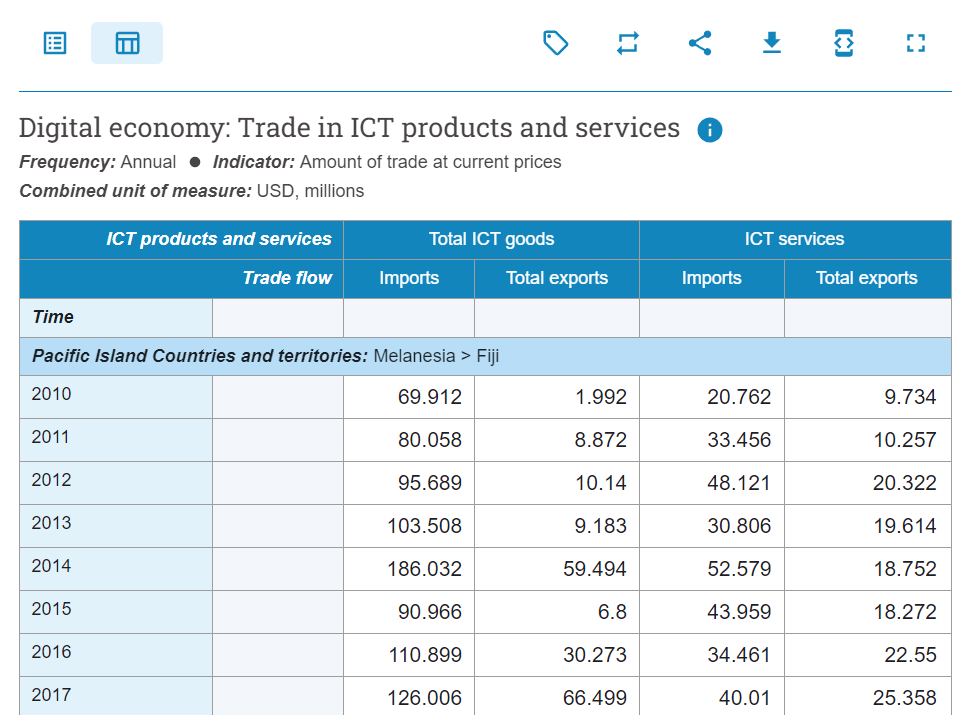 Digital economy: Trade in ICT products and services
Frequency: Annual ● Indicator: Amount of trade at current prices
Combined unit of measure: USD, millions
ICT products and services Total ICT goods ICT services
Trade flow Imports Total exports Imports Total exports
Time
Pacific Island Countries and territories: Melanesia > Fiji
2010 69.912 1.992 20.762 9.734
2011 80.058 8.872 33.456 10.257
2012 95.689 10.14 48.121 20.322
2013 103.508 9.183 30.806 19.614
2014 186.032 59.494 52.579 18.752
2015 90.966 6.8 43.959 18.272
2016 110.899 30.273 34.461 22.55
2017 126.006 66.499 40.01 25.358